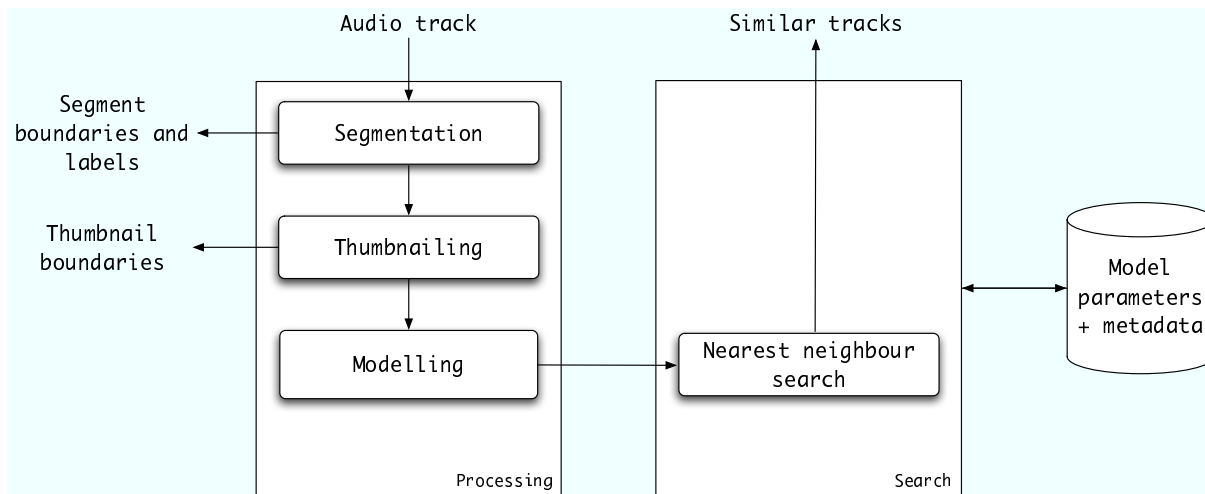 Audio track
Similar tracks
Segment
boundaries and
labels
Segmentation
Thumbnail
boundaries
Thumbnailing
Modelling
Nearest neighbour
search
Model
parameters
+ metadata
Processing
Search